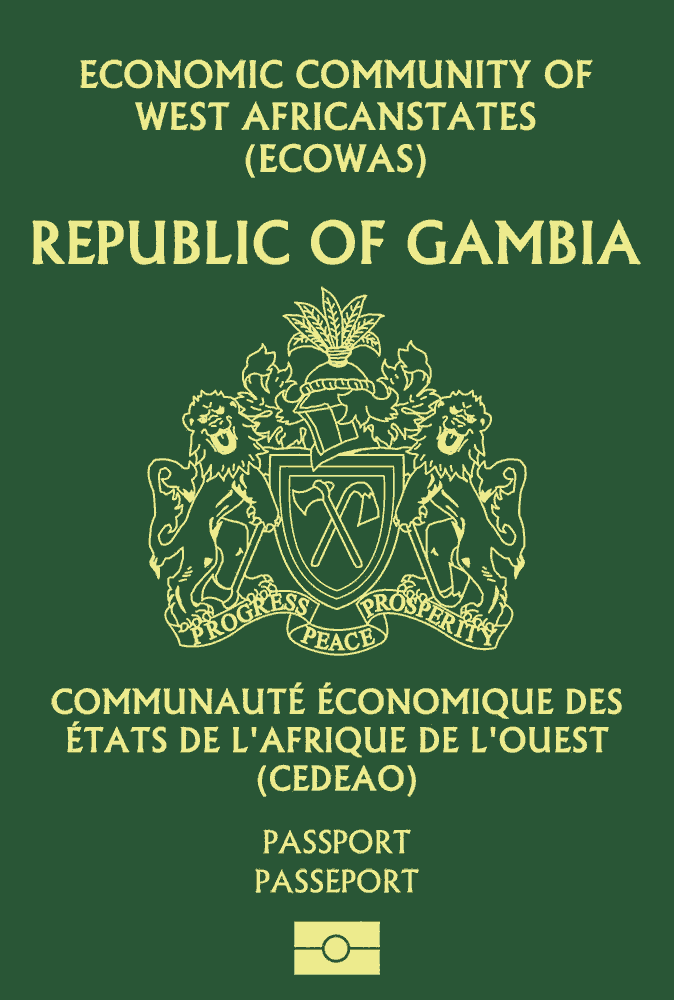 ECONOMIC COMMUNITY OF
WEST AFRICANSTATES
(ECOWAS)
REPUBLIC OF GAMBIA
PROGRESS
PEACE
PROSPERITY
COMMUNAUTÉ ÉCONOMIQUE DES
ÉTATS DE L'AFRIQUE DE L'OUEST
(CEDEAO)
PASSPORT
PASSEPORT